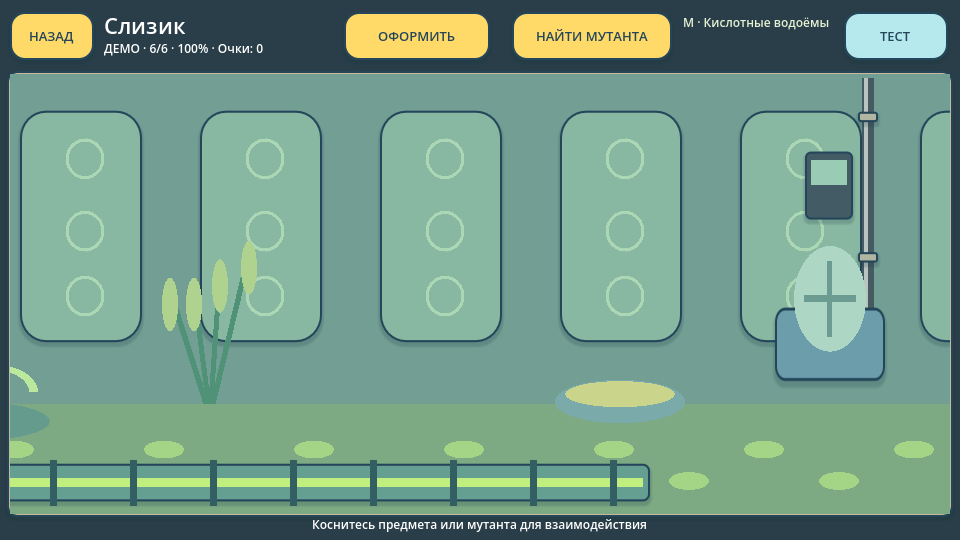 НАЗАД
Слизик
ДЕМО · 6/6 · 100% · Очки: 0
ОФОРМИТЬ
НАЙТИ МУТАНТА
М · Кислотные водоёмы
ТЕСТ
Коснитесь предмета или мутанта для взаимодействия